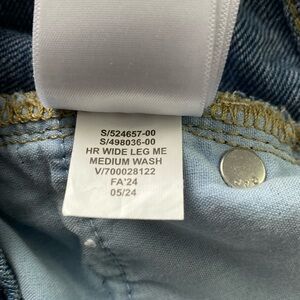 S/524657-00
S/498036-00
HR WIDE LEG ME
MEDIUM WASH
V/700028122
FA'24
05/24